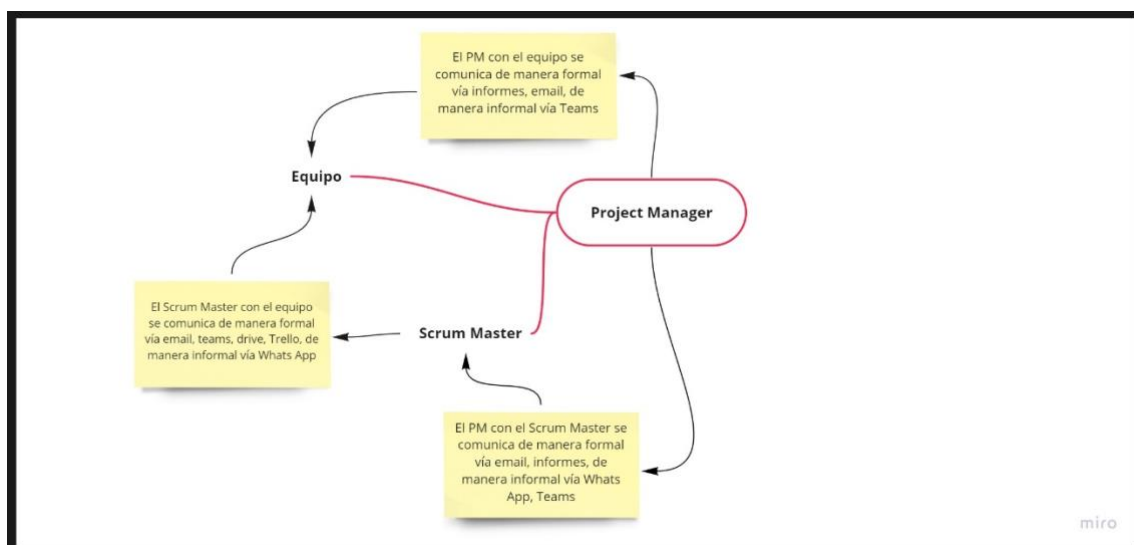 El PM con el equipo se
comunica de manera formal
vía informes, email, de
manera informal vía Teams
Equipo
Project Manager
El Scrum Master con el equipo
se comunica de manera formal
vía email, teams, drive, Trello, de
manera informal vía Whats App
Scrum Master
El PM con el Scrum Master se
comunica de manera formal
vía email, informes, de
manera informal vía Whats
App, Teams
miro